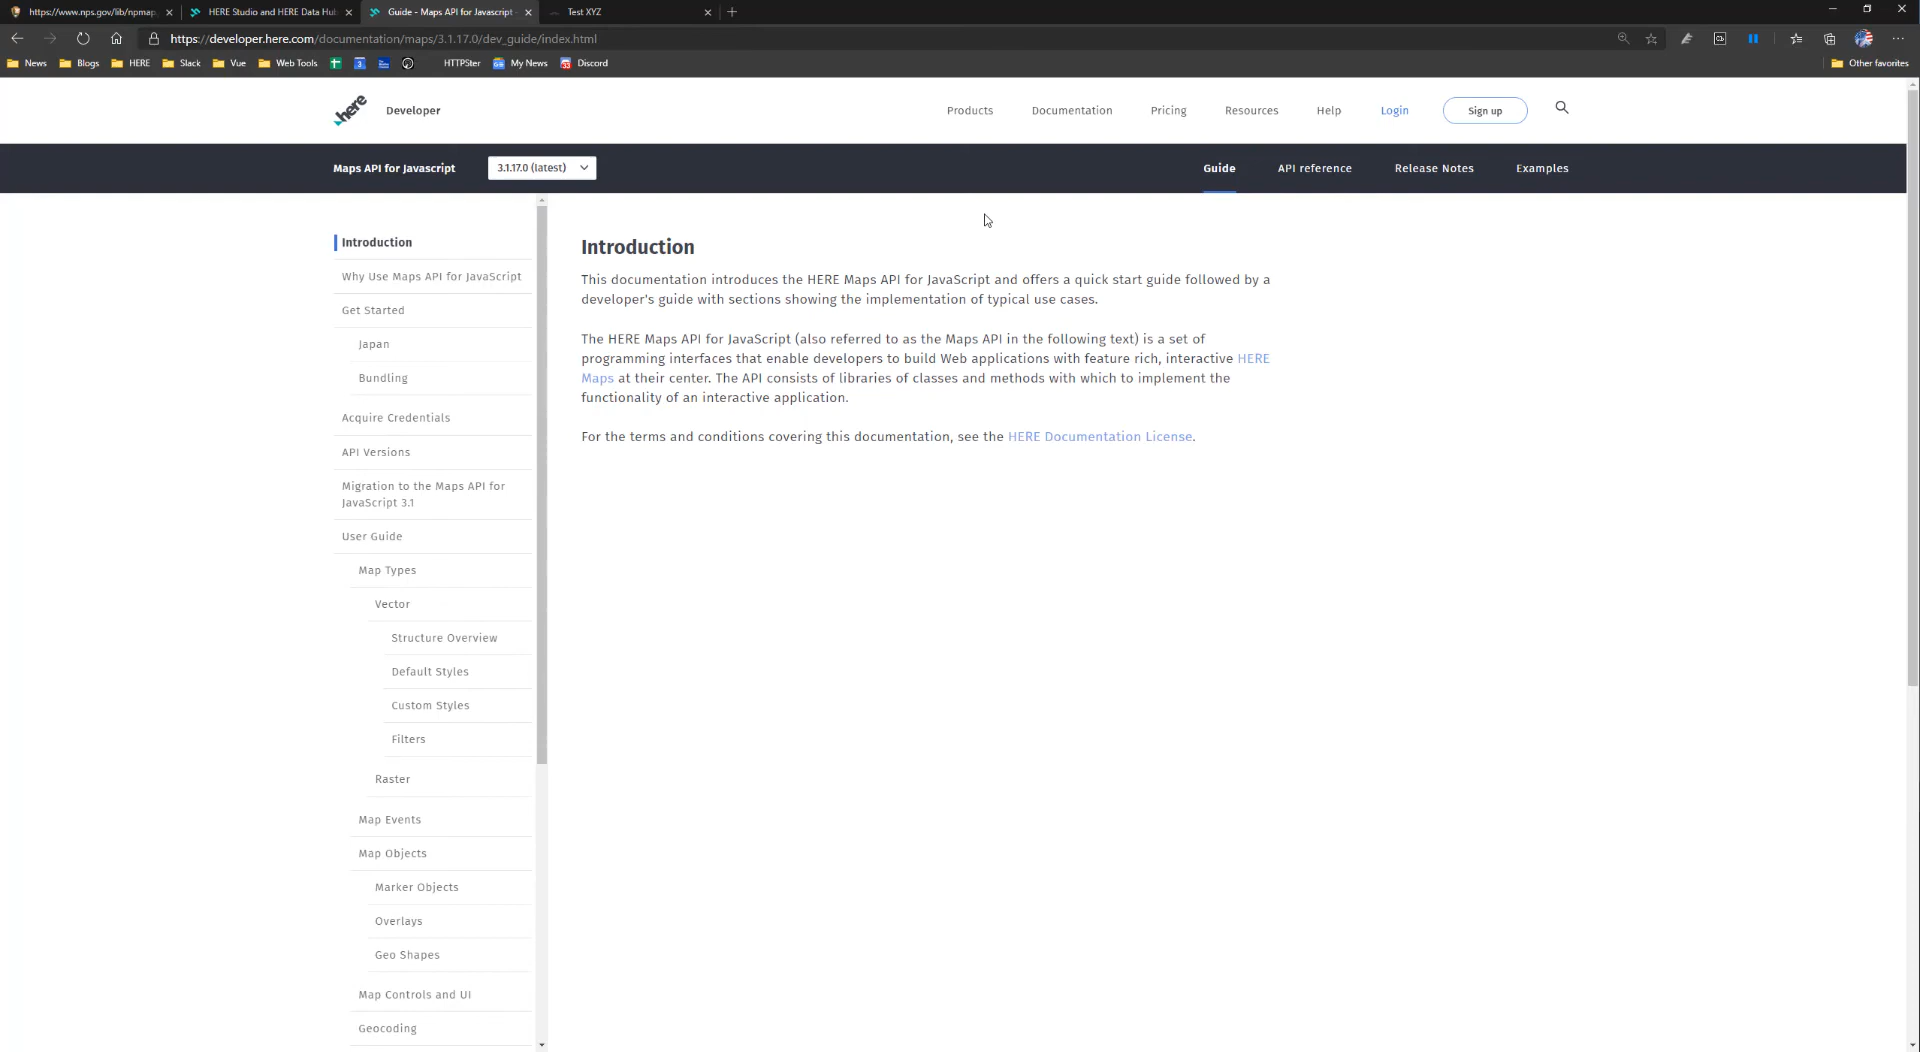 https://www.nps.gov/lib/npmap
HERE Studio and HERE Data Hu
Guide - Maps API for Javascript
Test XYZ
https://developer.here.com/documentation/maps/3.1.17.0/dev_guide/index.html
News
Blogs
HERE
Slack
Vue
Web Tools
HTTPSter
My News
Discord
Other favorites
here
Developer
Products
Documentation
Pricing
Resources
Help
Login
Sign up
Maps API for Javascript
3.1.17.0 (latest)
Guide
API reference
Release Notes
Examples
Introduction
Why Use Maps API for JavaScript
Get Started
Japan
Bundling
Acquire Credentials
API Versions
Migration to the Maps API for
JavaScript 3.1
User Guide
Map Types
Vector
Structure Overview
Default Styles
Custom Styles
Filters
Raster
Map Events
Map Objects
Marker Objects
Overlays
Geo Shapes
Map Controls and UI
Geocoding
Introduction
This documentation introduces the HERE Maps API for JavaScript and offers a quick start guide followed by a
developer's guide with sections showing the implementation of typical use cases.
The HERE Maps API for JavaScript (also referred to as the Maps API in the following text) is a set of
programming interfaces that enable developers to build Web applications with feature rich, interactive HERE
Maps at their center. The API consists of libraries of classes and methods with which to implement the
functionality of an interactive application.
For the terms and conditions covering this documentation, see the HERE Documentation License.